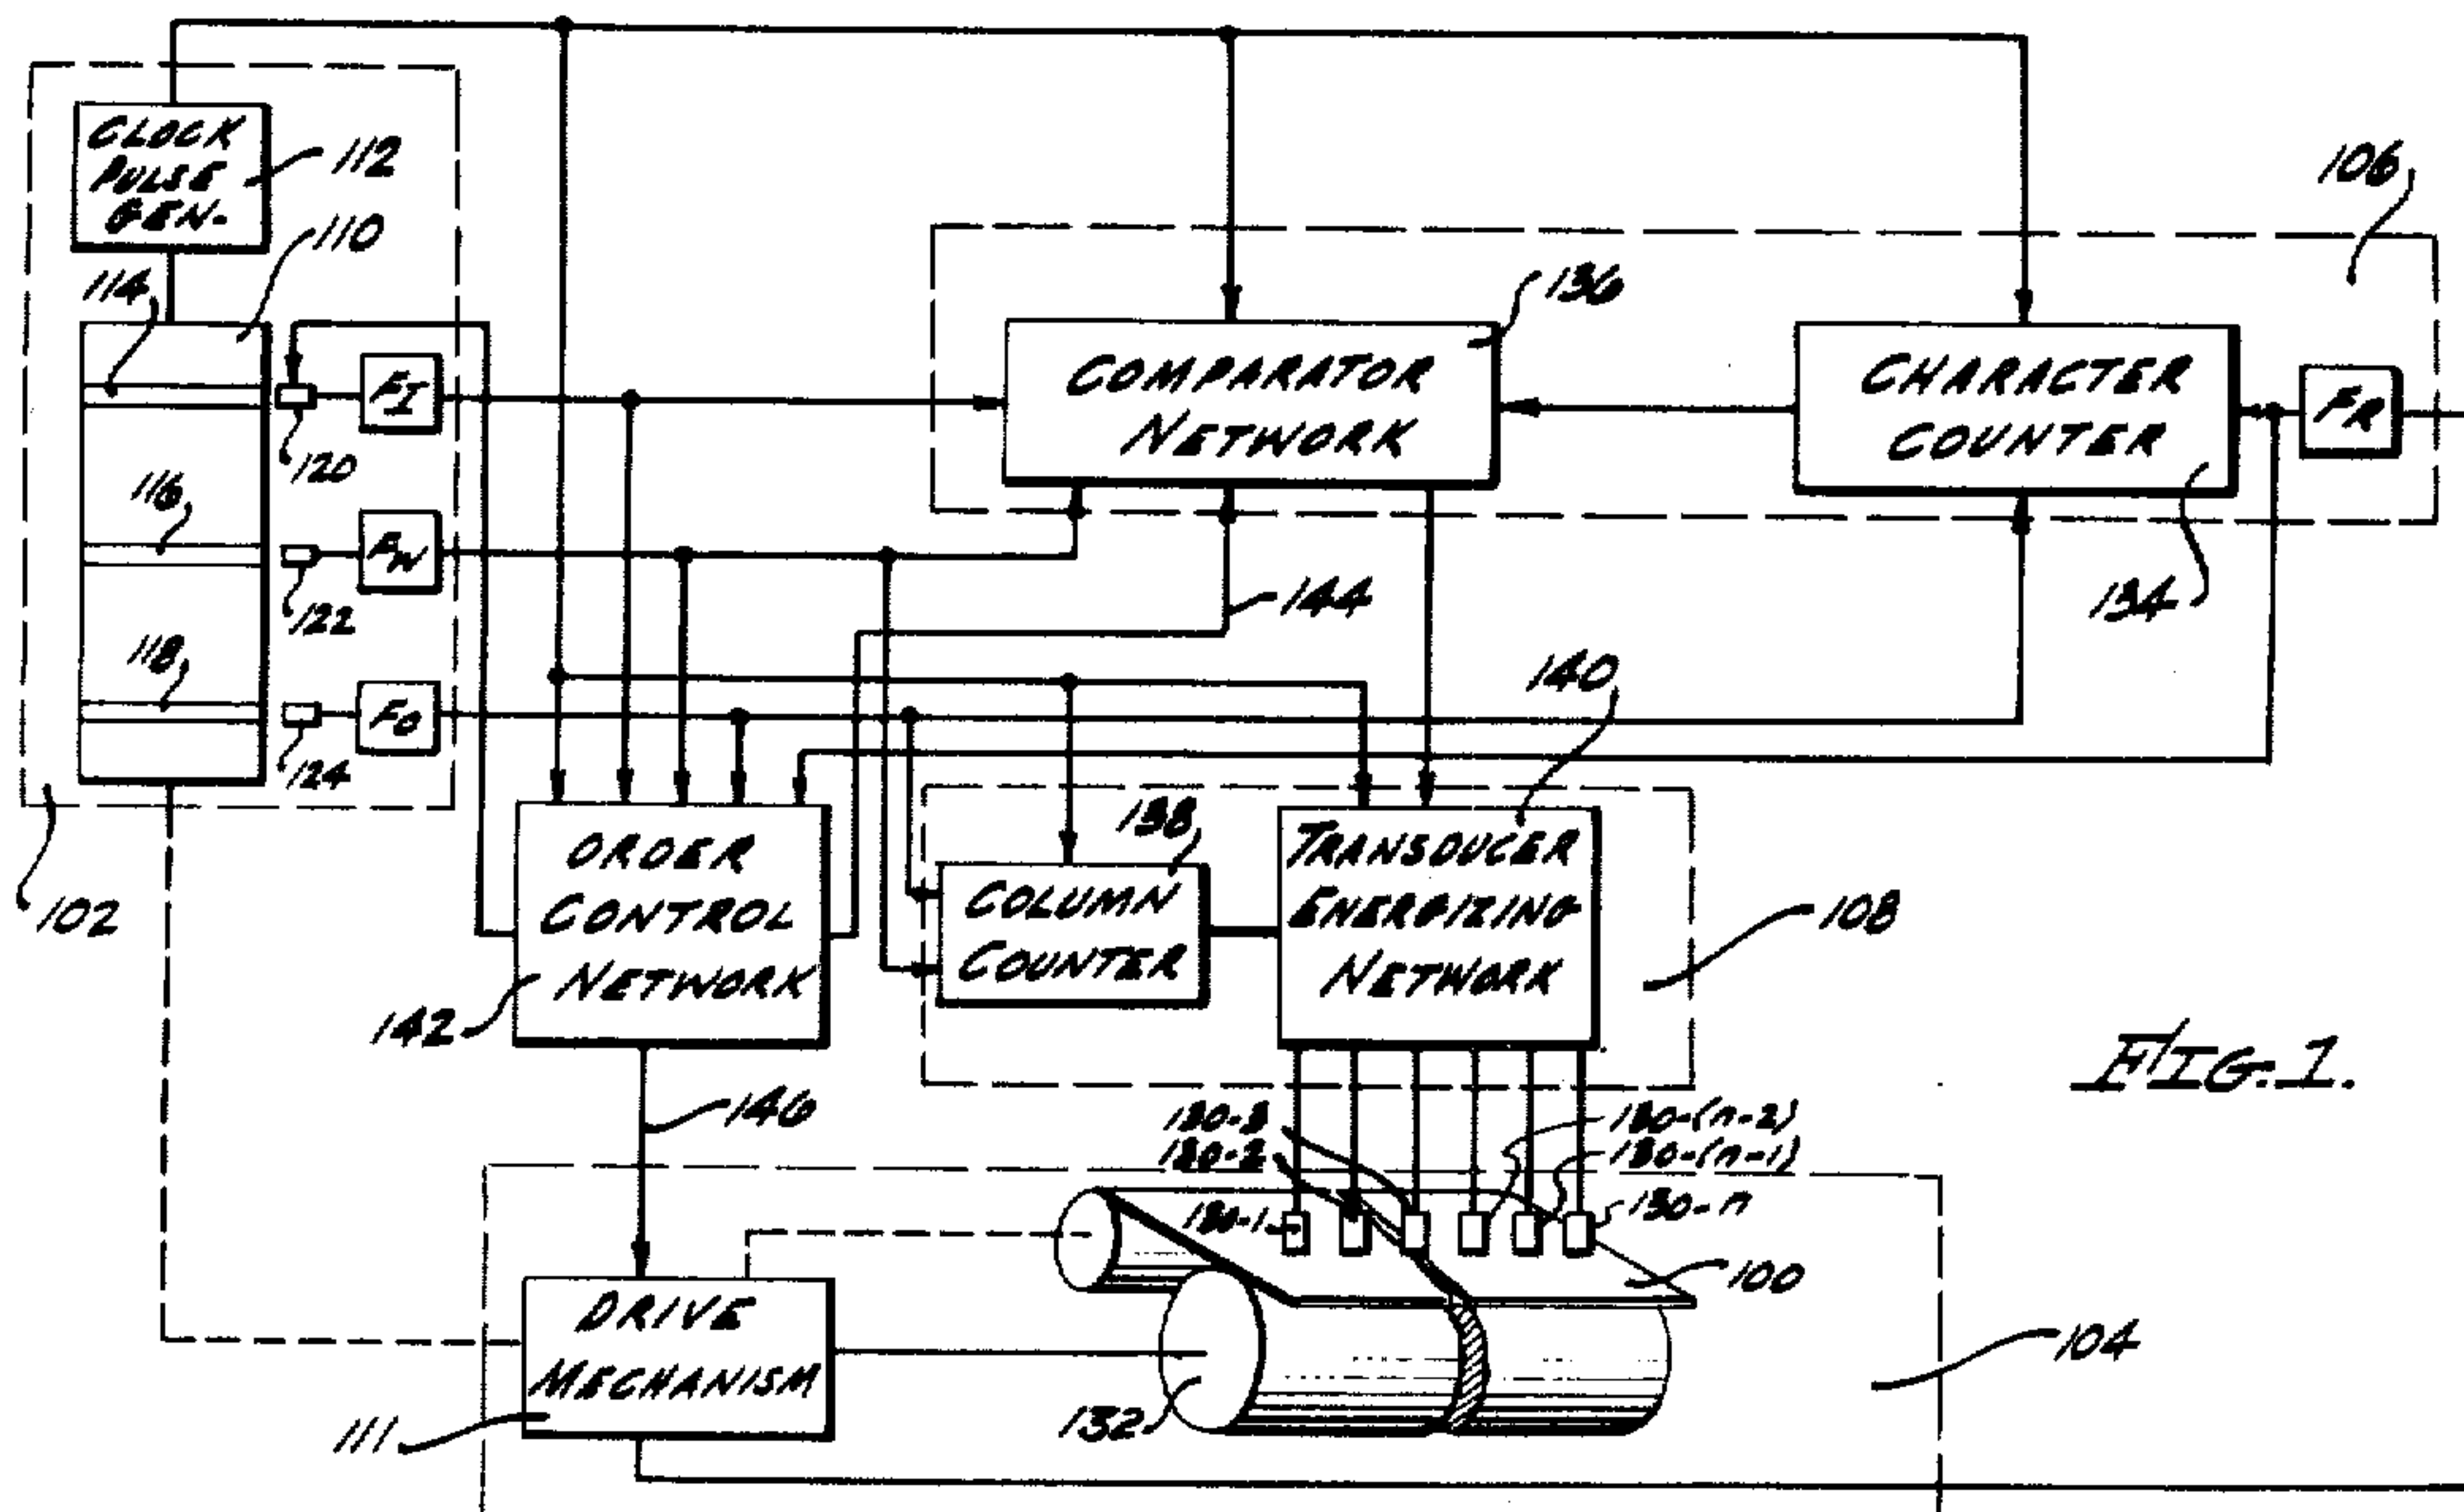 CLOCK
PULSE
GEN.
112
110
114
116
118
120
122
124
FI
FW
FO
102
106
COMPARATOR
NETWORK
136
CHARACTER
COUNTER
134
FR
144
140
ORDER
CONTROL
NETWORK
142
138
COLUMN
COUNTER
TRANSDUCER
ENERGIZING
NETWORK
108
FIG. 1.
146
130-3
130-2
130-1
130-(n-2)
130-(n-1)
130-n
100
104
DRIVE
MECHANISM
111
132